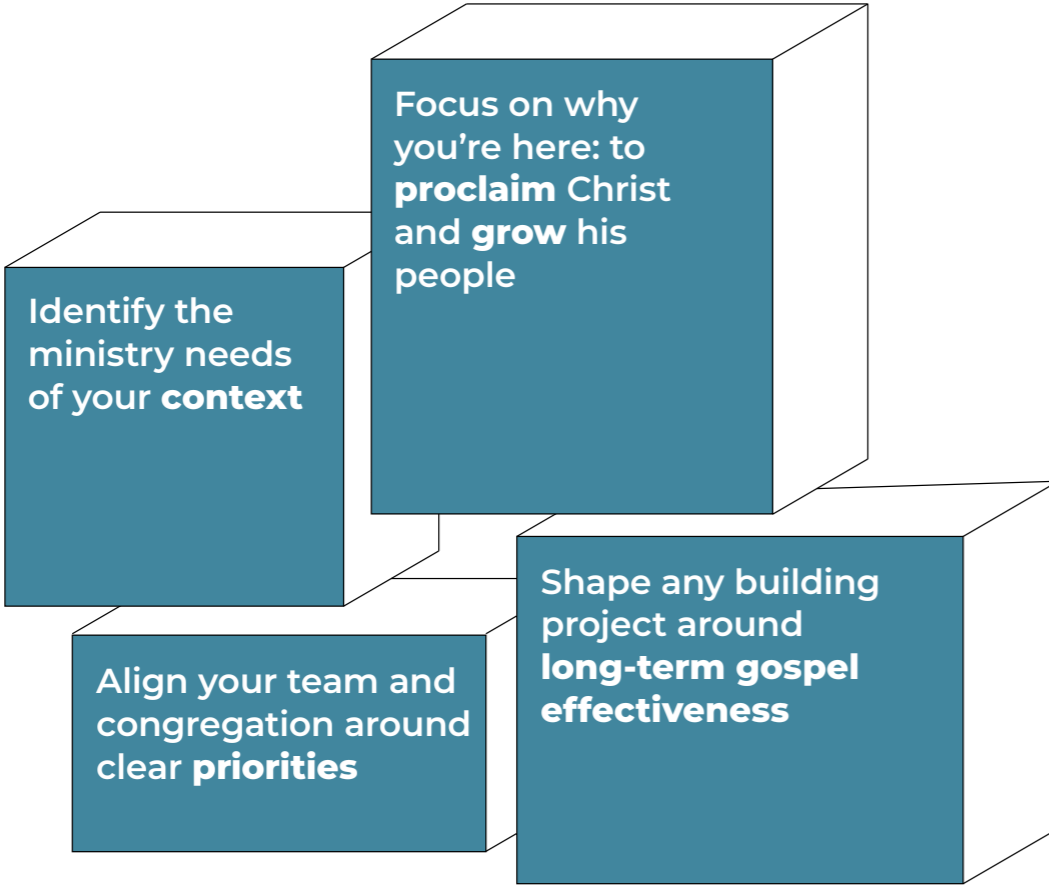 Focus on why
you’re here: to
proclaim Christ
and grow his
people
Identify the
ministry needs
of your context
Align your team and
congregation around
clear priorities
Shape any building
project around
long-term gospel
effectiveness